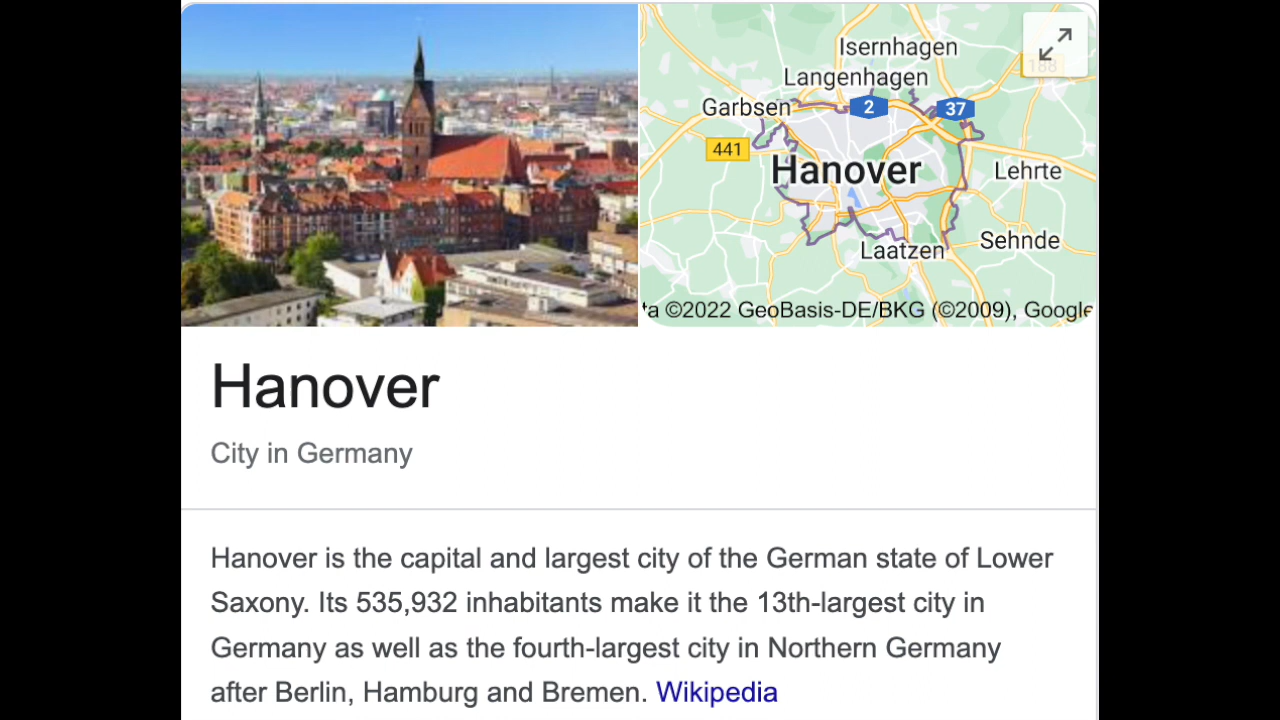 Isernhagen
Langenhagen
188
Garbsen
2
37
441
Hanover
Lehrte
Sehnde
Laatzen
ta ©2022 GeoBasis-DE/BKG (©2009), Google
Hanover
City in Germany
Hanover is the capital and largest city of the German state of Lower
Saxony. Its 535,932 inhabitants make it the 13th-largest city in
Germany as well as the fourth-largest city in Northern Germany
after Berlin, Hamburg and Bremen. Wikipedia